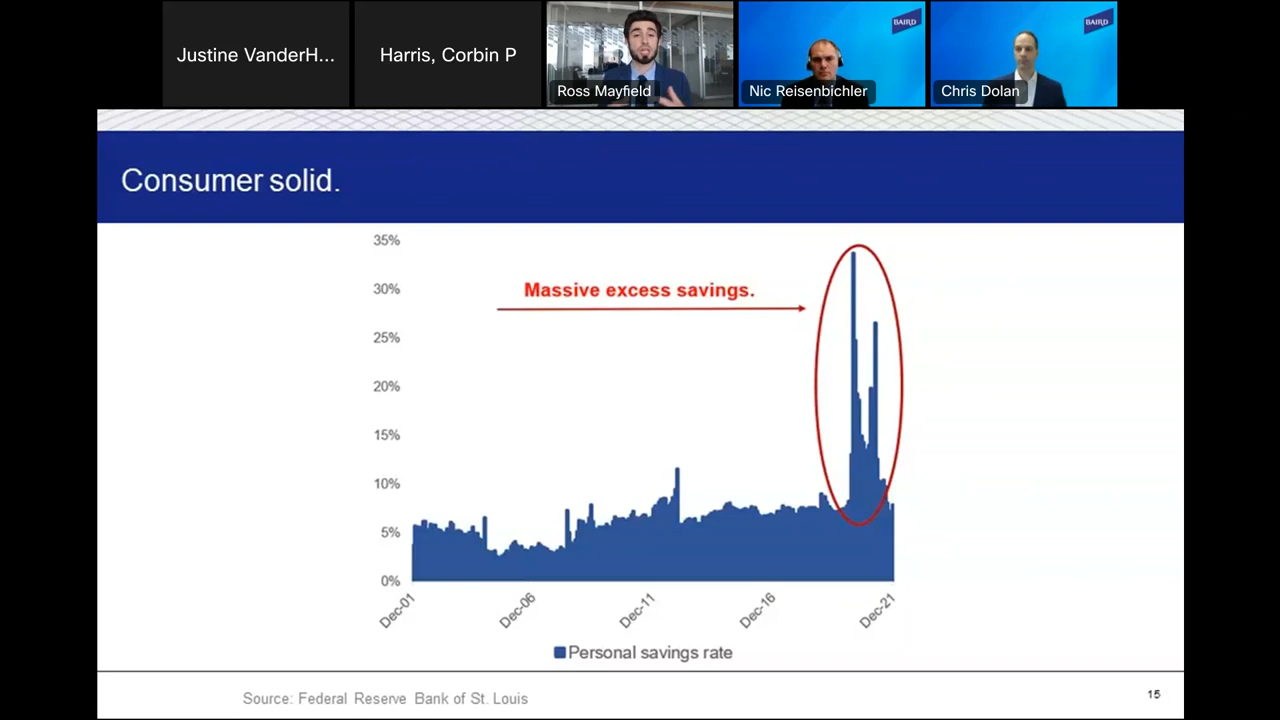 Justine VanderH...
Harris, Corbin P
Ross Mayfield
BAIRD
Nic Reisenbichler
BAIRD
Chris Dolan
Consumer solid.
35%
30%
25%
20%
15%
10%
5%
0%
Massive excess savings.
Dec-01
Dec-06
Dec-11
Dec-16
Dec-21
Personal savings rate
Source: Federal Reserve Bank of St. Louis
15